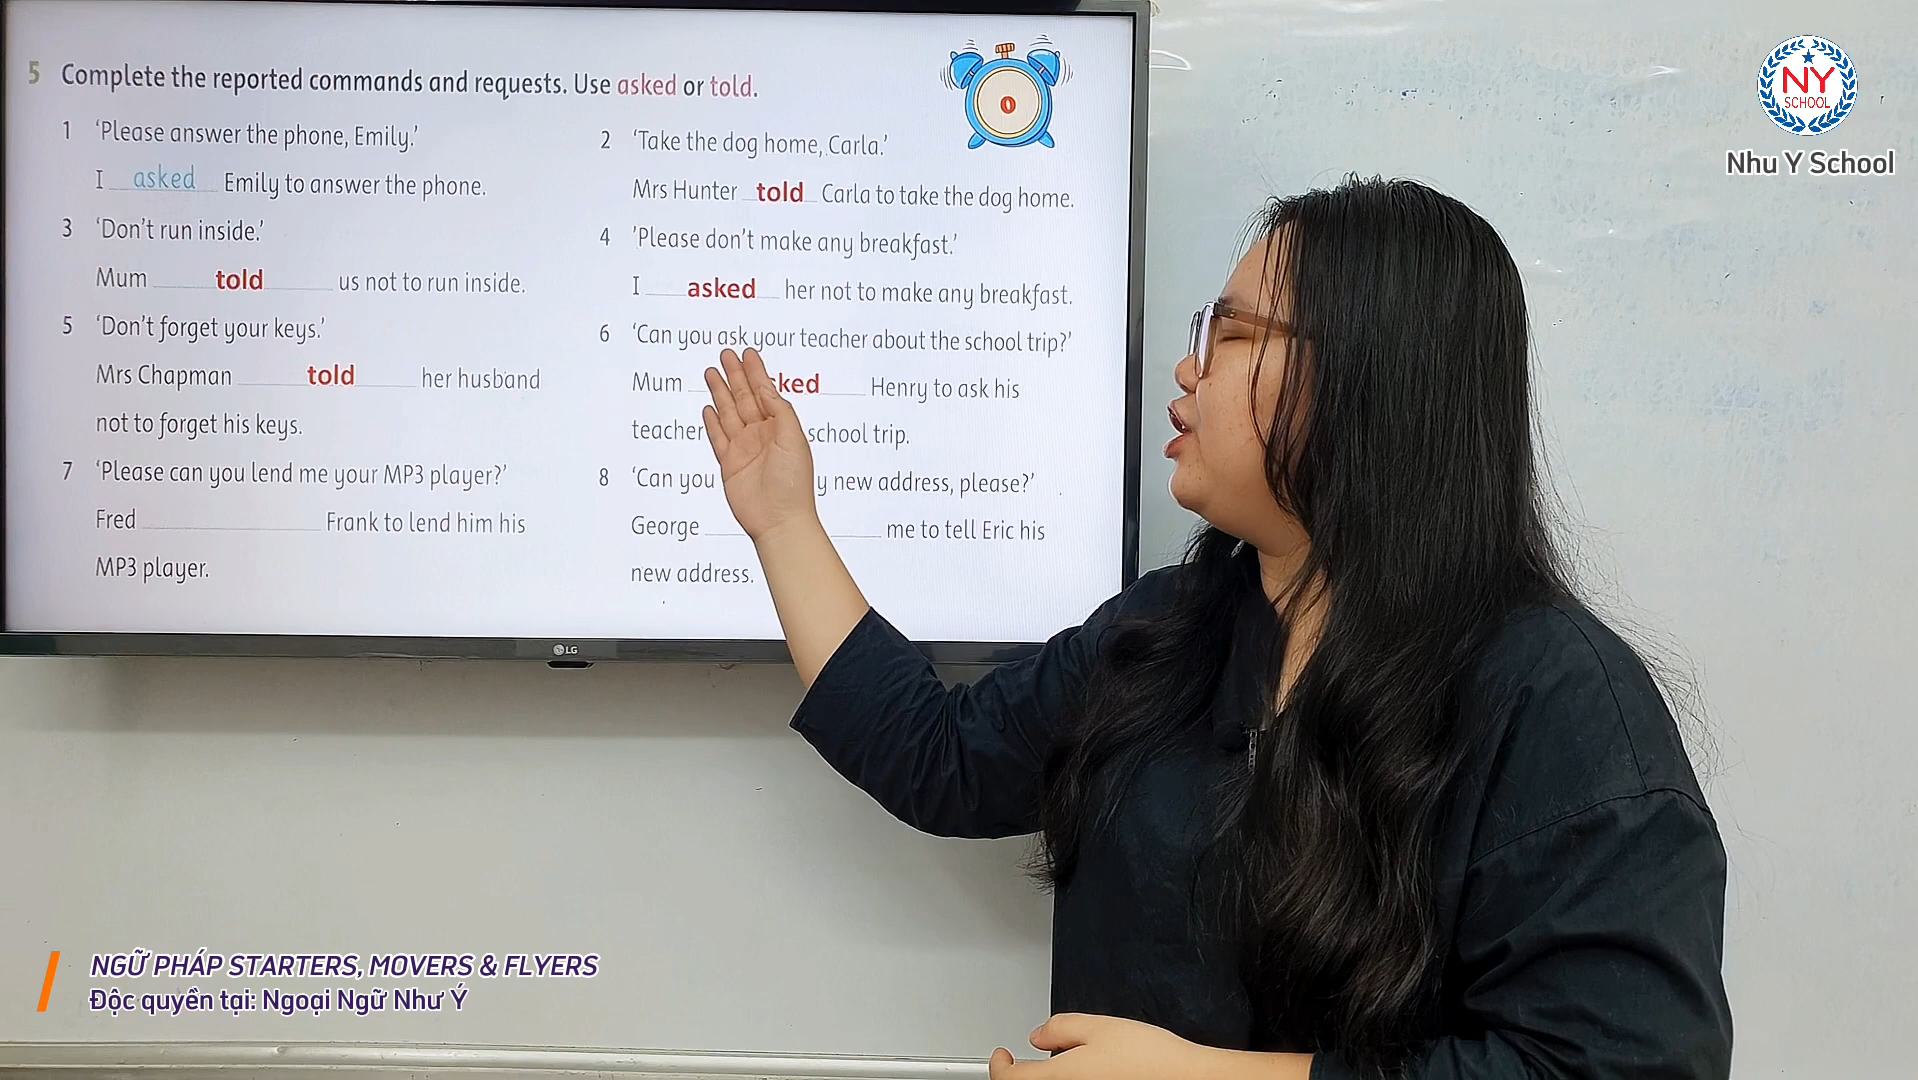 5 Complete the reported commands and requests. Use asked or told.
0
1 ‘Please answer the phone, Emily.’
I asked Emily to answer the phone.
2 ‘Take the dog home, Carla.’
Mrs Hunter told Carla to take the dog home.
3 ‘Don’t run inside.’
Mum told us not to run inside.
4 ’Please don’t make any breakfast.’
I asked her not to make any breakfast.
5 ‘Don’t forget your keys.’
Mrs Chapman told her husband
not to forget his keys.
6 ‘Can you ask your teacher about the school trip?’
Mum Henry to ask his
teacher school trip.
7 ‘Please can you lend me your MP3 player?’
Fred Frank to lend him his
MP3 player.
8 ‘Can you new address, please?’
George me to tell Eric his
new address.
LG
NY
SCHOOL
Nhu Y School
NGỮ PHÁP STARTERS, MOVERS & FLYERS
Độc quyền tại: Ngoại Ngữ Như Ý